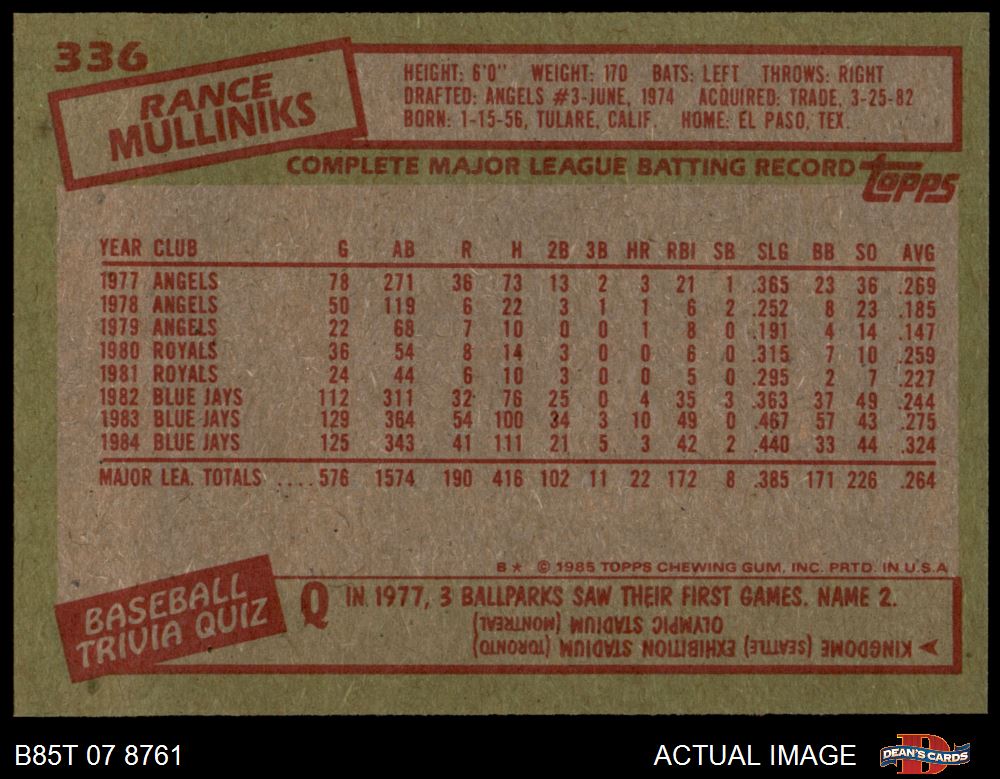 336
RANCE
MULLINIKS
HEIGHT: 6'0" WEIGHT: 170 BATS: LEFT THROWS: RIGHT
DRAFTED: ANGELS #3-JUNE, 1974 ACQUIRED: TRADE, 3-25-82
BORN: 1-15-56, TULARE, CALIF. HOME: EL PASO, TEX.
COMPLETE MAJOR LEAGUE BATTING RECORD
topps
YEAR CLUB G AB R H 2B 3B HR RBI SB SLG BB SO AVG
1977 ANGELS 78 271 36 73 13 2 3 21 1 .365 23 36 .269
1978 ANGELS 50 119 6 22 3 1 1 6 2 .252 8 23 .185
1979 ANGELS 22 68 7 10 0 0 1 8 0 .191 4 14 .147
1980 ROYALS 36 54 8 14 3 0 0 6 0 .315 7 10 .259
1981 ROYALS 24 44 6 10 3 0 0 5 0 .295 2 7 .227
1982 BLUE JAYS 112 311 32 76 25 0 4 35 3 .363 37 49 .244
1983 BLUE JAYS 129 364 54 100 34 3 10 49 0 .467 57 43 .275
1984 BLUE JAYS 125 343 41 111 21 5 3 42 2 .440 33 44 .324
MAJOR LEA. TOTALS .... 576 1574 190 416 102 11 22 172 8 .385 171 226 .264
B* © 1985 TOPPS CHEWING GUM, INC. PRTD. IN U.S.A
BASEBALL
TRIVIA QUIZ
Q IN 1977, 3 BALLPARKS SAW THEIR FIRST GAMES. NAME 2.
KINGDOME (SEATTLE) EXHIBITION STADIUM (TORONTO)
OLYMPIC STADIUM (MONTREAL)
B85T 07 8761
ACTUAL IMAGE
D
DEAN'S CARDS